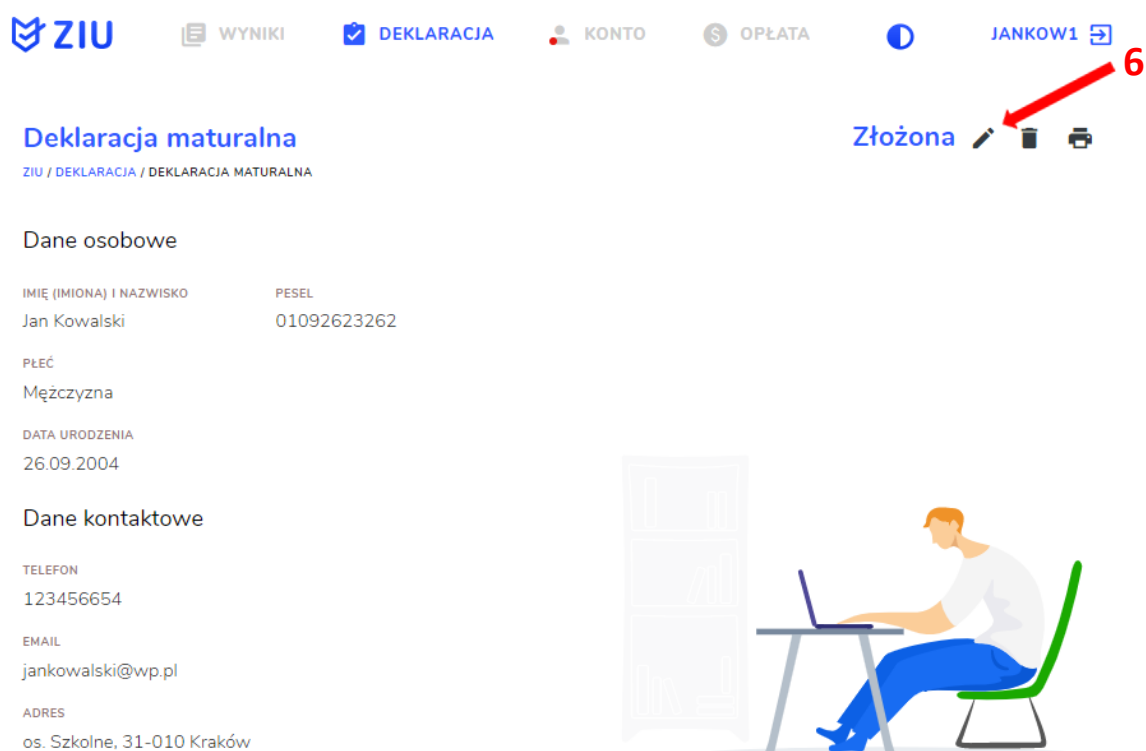 ZIU WYNIKI DEKLARACJA KONTO $ OPŁATA JANKOW1
6
Deklaracja maturalna Złożona
ZIU / DEKLARACJA / DEKLARACJA MATURALNA
Dane osobowe
IMIĘ (IMIONA) I NAZWISKO PESEL
Jan Kowalski 01092623262
PŁEĆ
Mężczyzna
DATA URODZENIA
26.09.2004
Dane kontaktowe
TELEFON
123456654
EMAIL
jankowalski@wp.pl
ADRES
os. Szkolne, 31-010 Kraków